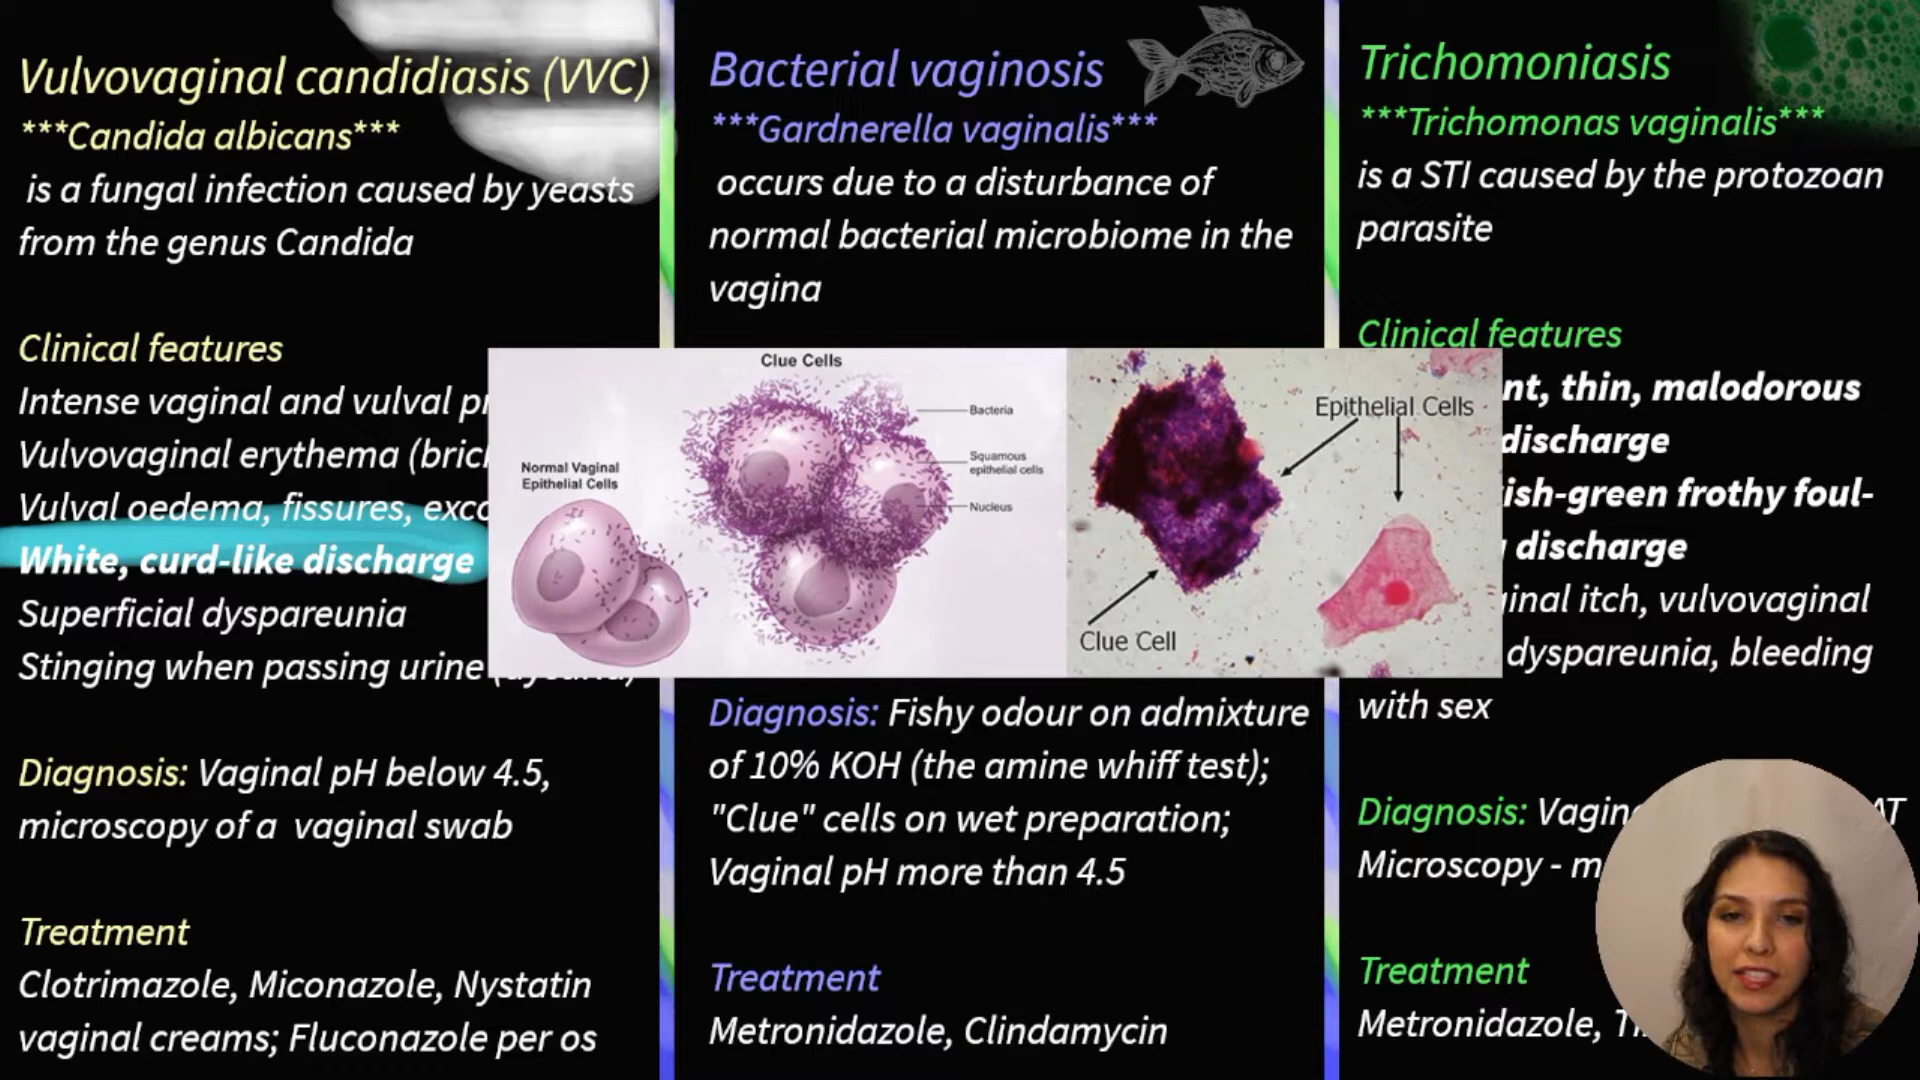 Vulvovaginal candidiasis (VVC)
***Candida albicans***
is a fungal infection caused by yeasts
from the genus Candida
Clinical features
Intense vaginal and vulval
Vulvovaginal erythema
Vulval oedema, fissures,
White, curd-like discharge
Superficial dyspareunia
Stinging when passing urine
Diagnosis: Vaginal pH below 4.5,
microscopy of a vaginal swab
Treatment
Clotrimazole, Miconazole, Nystatin
vaginal creams; Fluconazole per os
Bacterial vaginosis
***Gardnerella vaginalis***
occurs due to a disturbance of
normal bacterial microbiome in the
vagina
Clue Cells
Bacteria
Squamous
epithelial cells
Nucleus
Normal Vaginal
Epithelial Cells
Epithelial Cells
Clue Cell
Diagnosis: Fishy odour on admixture
of 10% KOH (the amine whiff test);
"Clue" cells on wet preparation;
Vaginal pH more than 4.5
Treatment
Metronidazole, Clindamycin
Trichomoniasis
***Trichomonas vaginalis***
is a STI caused by the protozoan
parasite
Clinical features
thin, malodorous
discharge
frothy foul-
discharge
itch, vulvovaginal
dyspareunia, bleeding
with sex
Diagnosis:
Microscopy -
Treatment
Metronidazole,